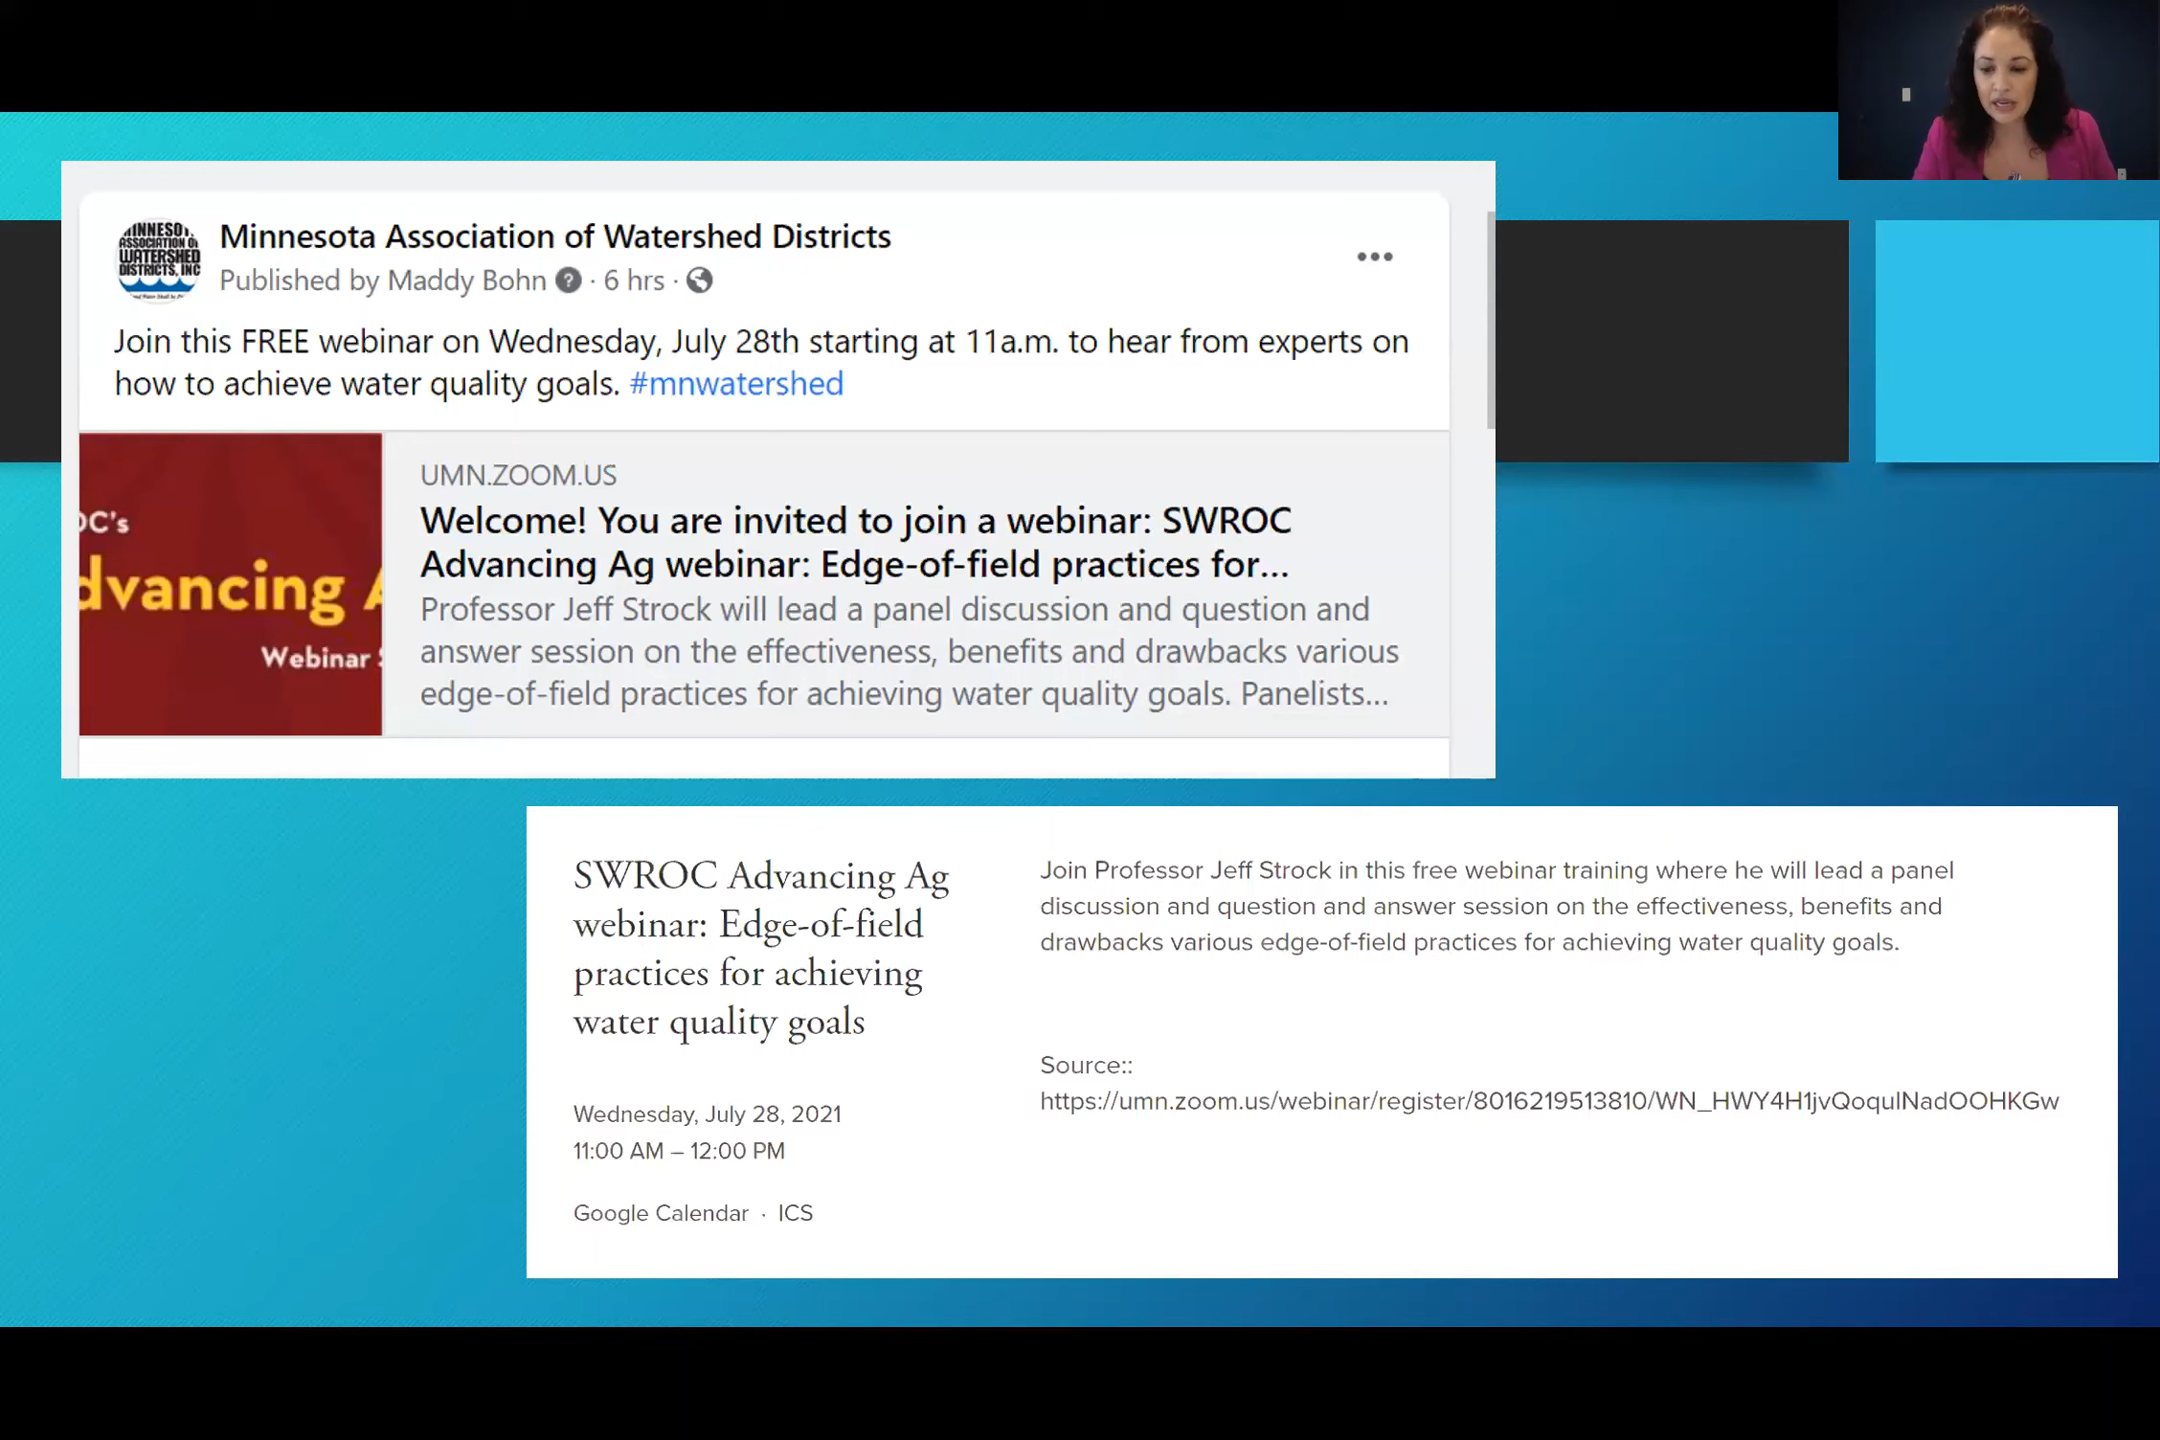 MINNESO
ASSOCIATION O
WATERSHED
DISTRICTS, INC
Minnesota Association of Watershed Districts
Published by Maddy Bohn ? · 6 hrs ·
Join this FREE webinar on Wednesday, July 28th starting at 11a.m. to hear from experts on
how to achieve water quality goals. #mnwatershed
OC's
dvancing A
Webinar S
UMN.ZOOM.US
Welcome! You are invited to join a webinar: SWROC
Advancing Ag webinar: Edge-of-field practices for...
Professor Jeff Strock will lead a panel discussion and question and
answer session on the effectiveness, benefits and drawbacks various
edge-of-field practices for achieving water quality goals. Panelists...
SWROC Advancing Ag
webinar: Edge-of-field
practices for achieving
water quality goals
Wednesday, July 28, 2021
11:00 AM – 12:00 PM
Google Calendar · ICS
Join Professor Jeff Strock in this free webinar training where he will lead a panel
discussion and question and answer session on the effectiveness, benefits and
drawbacks various edge-of-field practices for achieving water quality goals.
Source::
https://umn.zoom.us/webinar/register/8016219513810/WN_HWY4H1jvQoqulNadOOHKGw